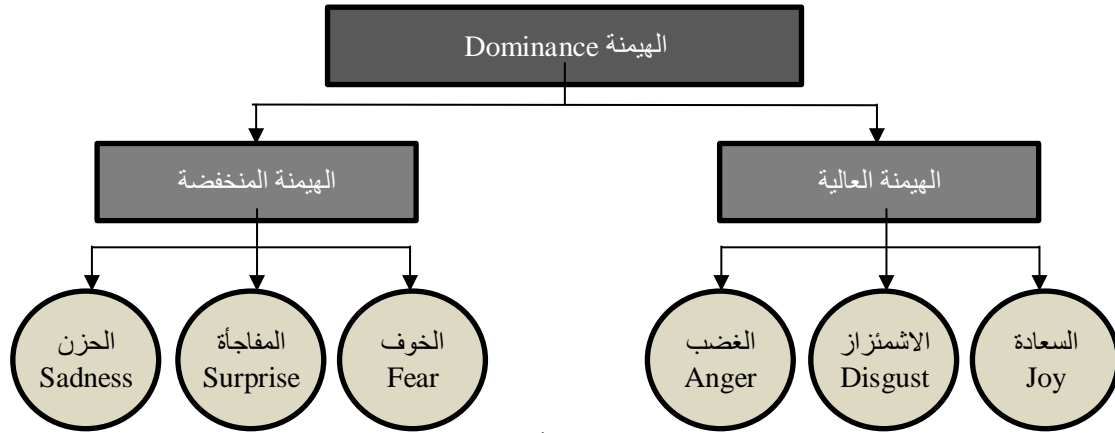 الهيمنة Dominance
الهيمنة العالية
الهيمنة المنخفضة
السعادة
Joy
الاشمئزاز
Disgust
الغضب
Anger
الخوف
Fear
المفاجأة
Surprise
الحزن
Sadness